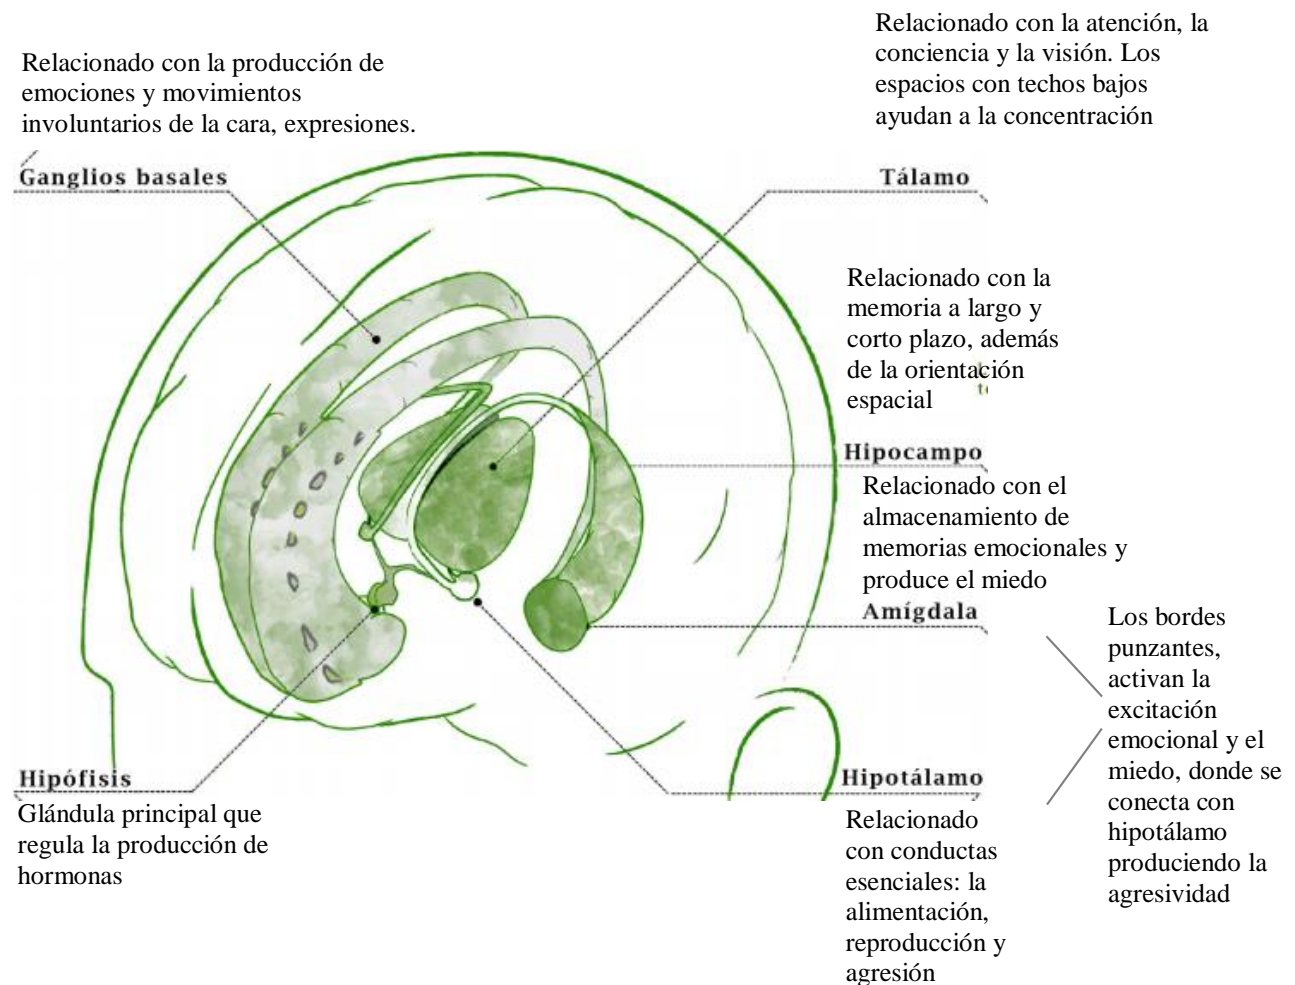 Relacionado con la producción de
emociones y movimientos
involuntarios de la cara, expresiones.
Ganglios basales
Relacionado con la atención, la
conciencia y la visión. Los
espacios con techos bajos
ayudan a la concentración
Tálamo
Relacionado con la
memoria a largo y
corto plazo, además
de la orientación
espacial
Hipocampo
Relacionado con el
almacenamiento de
memorias emocionales y
produce el miedo
Amígdala
Los bordes
punzantes,
activan la
excitación
emocional y el
miedo, donde se
conecta con
hipotálamo
produciendo la
agresividad
Hipófisis
Glándula principal que
regula la producción de
hormonas
Hipotálamo
Relacionado
con conductas
esenciales: la
alimentación,
reproducción y
agresión